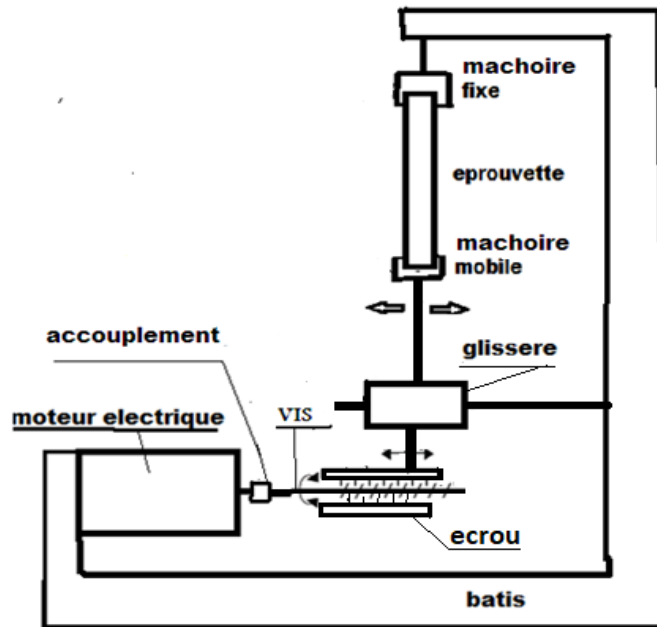 machoire
fixe
eprouvette
machoire
mobile
accouplement
glissere
moteur electrique
VIS
ecrou
batis